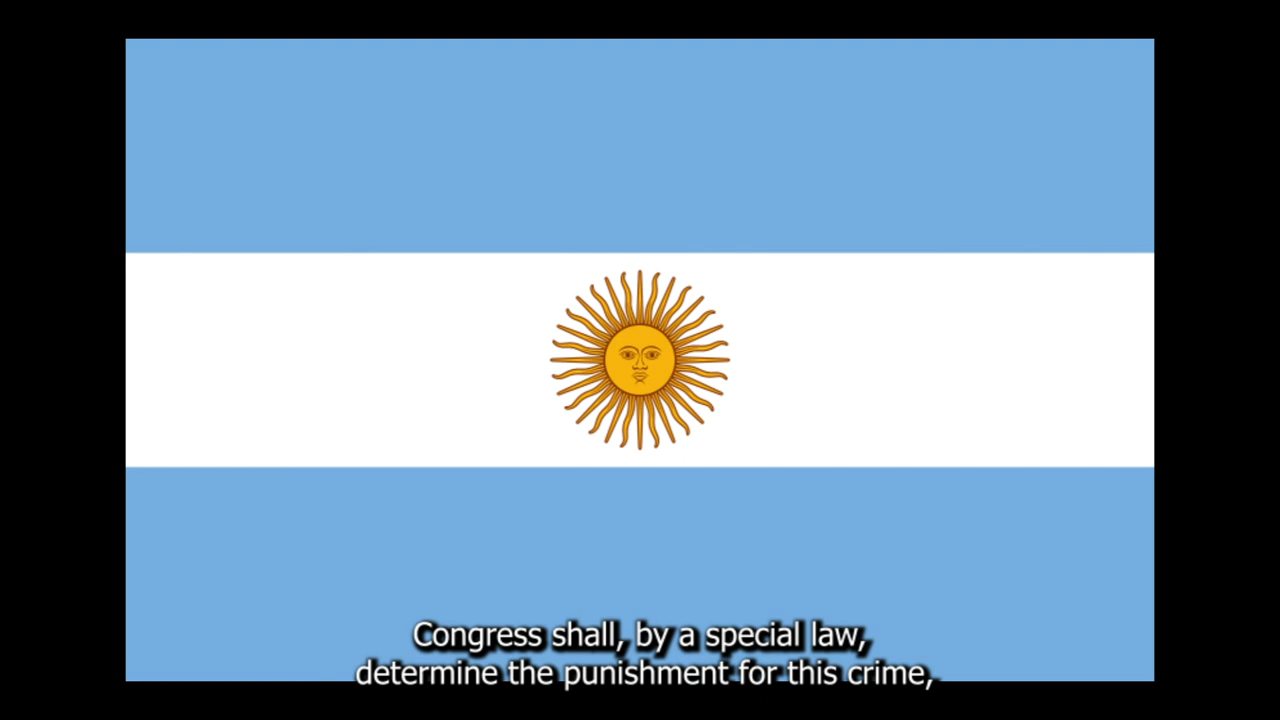 Congress shall, by a special law,
determine the punishment for this crime,